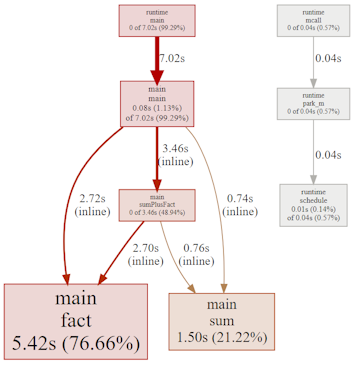 runtime
main
0 of 7.02s (99.29%)
runtime
mcall
0 of 0.04s (0.57%)
7.02s
0.04s
main
main
0.08s (1.13%)
of 7.02s (99.29%)
runtime
park_m
0 of 0.04s (0.57%)
3.46s
(inline)
0.04s
2.72s
(inline)
main
sumPlusFact
0 of 3.46s (48.94%)
0.74s
(inline)
runtime
schedule
0.01s (0.14%)
of 0.04s (0.57%)
2.70s
(inline)
0.76s
(inline)
main
fact
5.42s (76.66%)
main
sum
1.50s (21.22%)